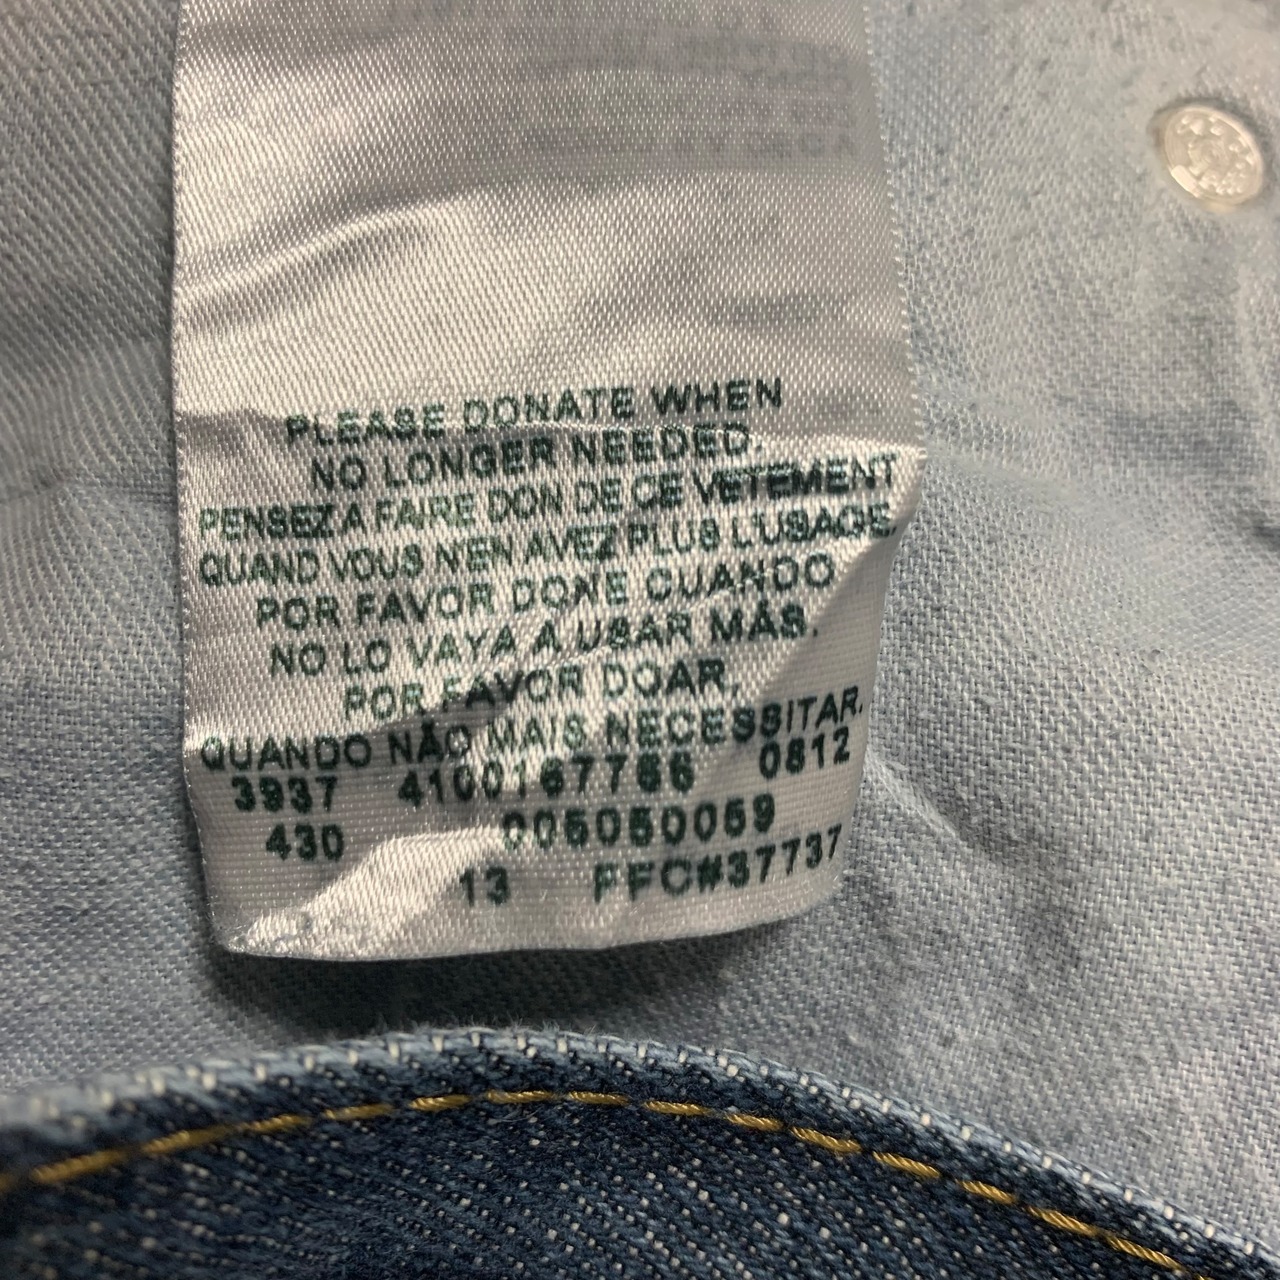 PLEASE DONATE WHEN
NO LONGER NEEDED.
PENSEZ A FAIRE DON DE CE VETEMENT
QUAND VOUS N'EN AVEZ PLUS L'USAGE.
POR FAVOR DONE CUANDO
NO LO VAYA A USAR MÁS.
POR FAVOR DOAR,
QUANDO NÃO MAIS NECESSITAR.
3937 4100167766 0812
430 005050059
13 FFC#37737